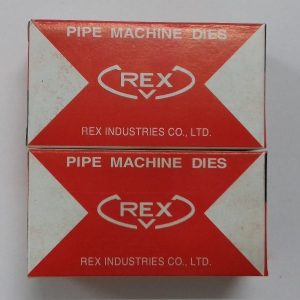 PIPE MACHINE DIES
REX
REX INDUSTRIES CO., LTD.
PIPE MACHINE DIES
REX
REX INDUSTRIES CO., LTD.